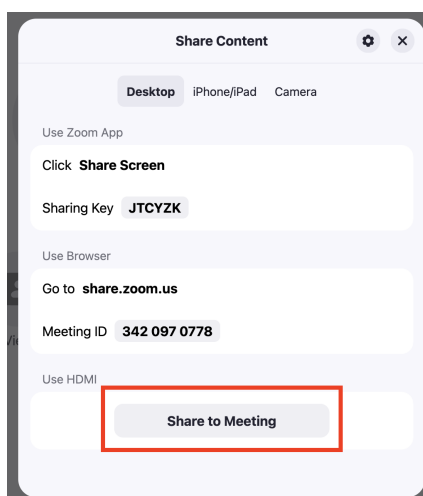 Share Content
Desktop iPhone/iPad Camera
Use Zoom App
Click Share Screen
Sharing Key JTCYZK
Use Browser
Go to share.zoom.us
Meeting ID 342 097 0778
Use HDMI
Share to Meeting